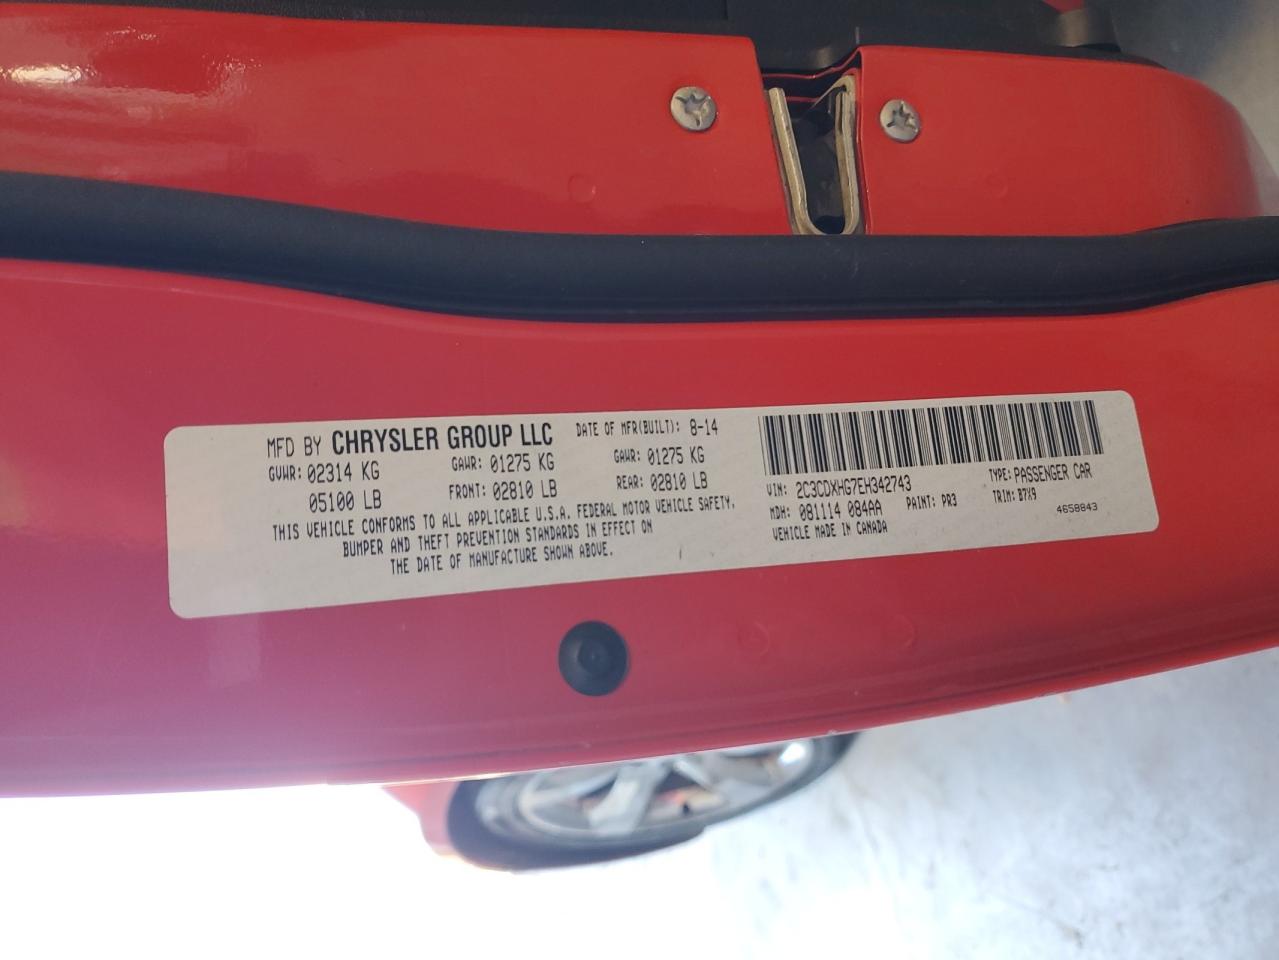 MFD BY CHRYSLER GROUP LLC DATE OF MFR(BUILT): 8-14
GVWR: 02314 KG GAWR: 01275 KG GAWR: 01275 KG
05100 LB FRONT: 02810 LB REAR: 02810 LB
THIS VEHICLE CONFORMS TO ALL APPLICABLE U.S.A. FEDERAL MOTOR VEHICLE SAFETY,
BUMPER AND THEFT PREVENTION STANDARDS IN EFFECT ON
THE DATE OF MANUFACTURE SHOWN ABOVE.
VIN: 2C3CDXHG7EH342743 TYPE: PASSENGER CAR
MDH: 081114 084AA PAINT: PR3 TRIM: B7X9
VEHICLE MADE IN CANADA 4658843